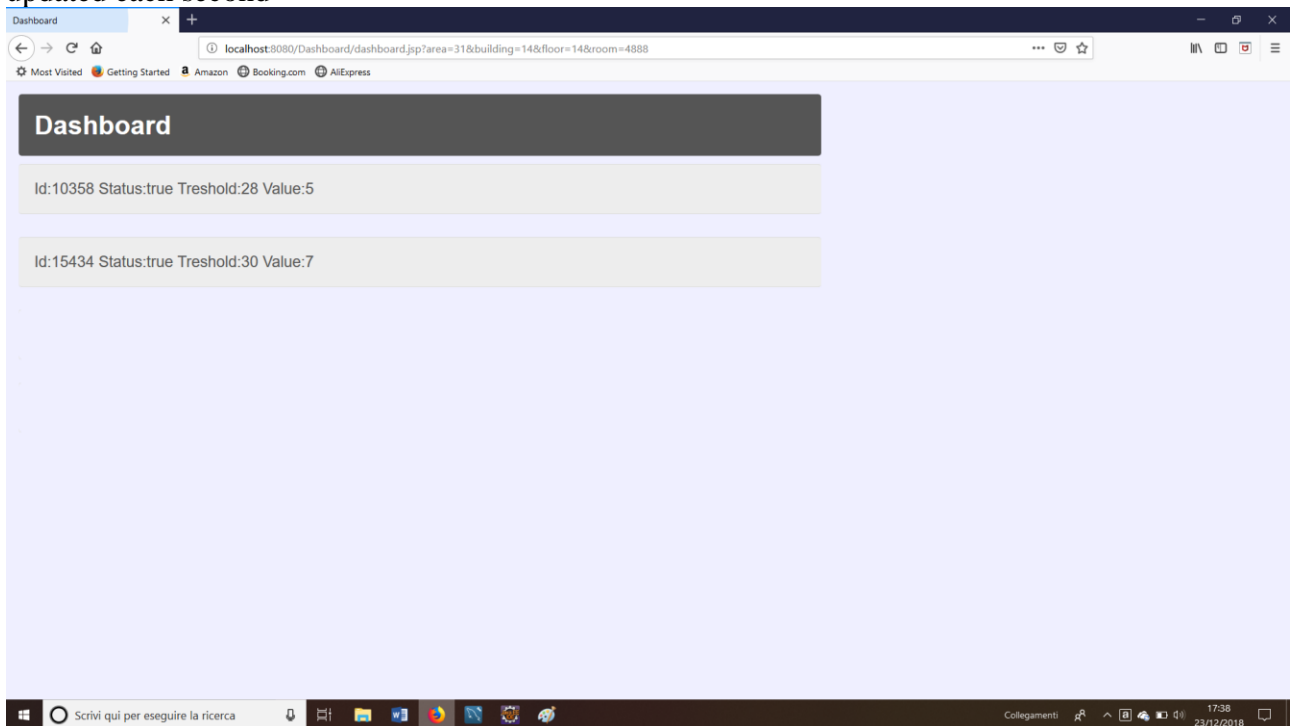 updated each second
Dashboard
localhost:8080/Dashboard/dashboard.jsp?area=31&building=14&floor=14&room=4888
Most Visited Getting Started Amazon Booking.com AliExpress
Dashboard
Id:10358 Status:true Treshold:28 Value:5
Id:15434 Status:true Treshold:30 Value:7
Scrivi qui per eseguire la ricerca
Collegamenti
17:38
23/12/2018